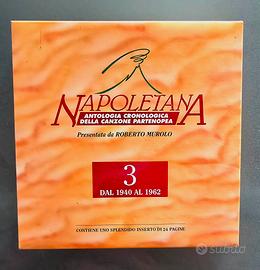 NAPOLETANA
ANTOLOGIA CRONOLOGICA
DELLA CANZONE PARTENOPEA
Presentata da ROBERTO MUROLO
3
DAL 1940 AL 1962
CONTIENE UNO SPLENDIDO INSERTO DI 24 PAGINE
subito